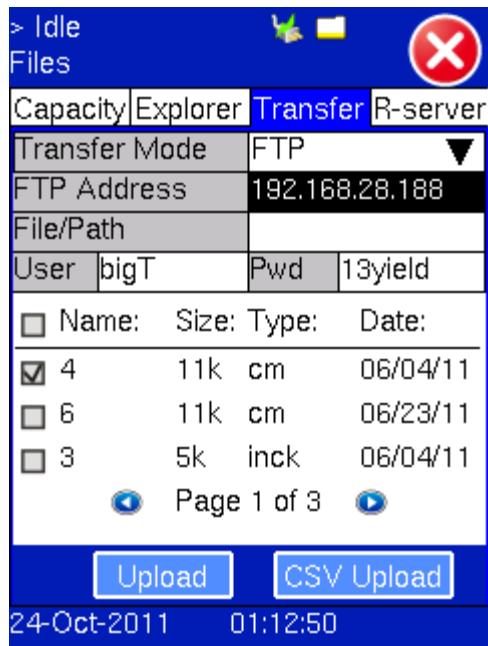 > Idle
Files
Capacity Explorer Transfer R-server
Transfer Mode FTP
FTP Address 192.168.28.188
File/Path
User bigT Pwd 13yield
Name: Size: Type: Date:
4 11k cm 06/04/11
6 11k cm 06/23/11
3 5k inck 06/04/11
Page 1 of 3
Upload CSV Upload
24-Oct-2011 01:12:50